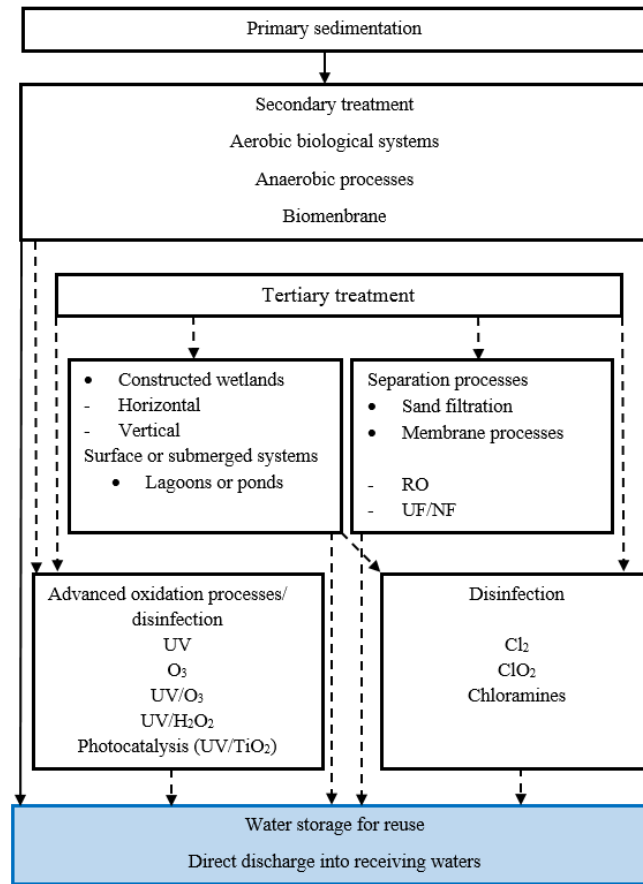 Primary sedimentation
Secondary treatment
Aerobic biological systems
Anaerobic processes
Biomenbrane
Tertiary treatment
• Constructed wetlands
- Horizontal
- Vertical
Surface or submerged systems
• Lagoons or ponds
Separation processes
• Sand filtration
• Membrane processes
- RO
- UF/NF
Advanced oxidation processes/
disinfection
UV
O₃
UV/O₃
UV/H₂O₂
Photocatalysis (UV/TiO₂)
Disinfection
Cl₂
ClO₂
Chloramines
Water storage for reuse
Direct discharge into receiving waters